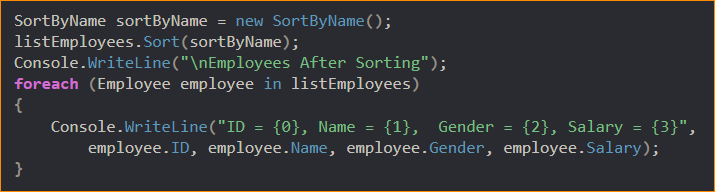 SortByName sortByName = new SortByName();
listEmployees.Sort(sortByName);
Console.WriteLine("\nEmployees After Sorting");
foreach (Employee employee in listEmployees)
{
    Console.WriteLine("ID = {0}, Name = {1},  Gender = {2}, Salary = {3}",
        employee.ID, employee.Name, employee.Gender, employee.Salary);
}